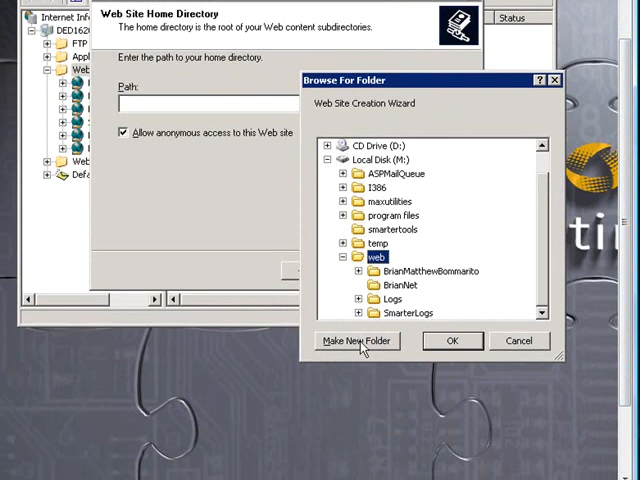 Internet Info
DED1620
FTP
Appl
Web
Web
Defa
Web Site Home Directory
The home directory is the root of your Web content subdirectories.
Enter the path to your home directory.
Path:
Allow anonymous access to this Web site
Status
Browse For Folder
Web Site Creation Wizard
CD Drive (D:)
Local Disk (M:)
ASPMailQueue
I386
maxutilities
program files
smartertools
temp
web
BrianMatthewBommarito
BrianNet
Logs
SmarterLogs
Make New Folder
OK
Cancel
tin